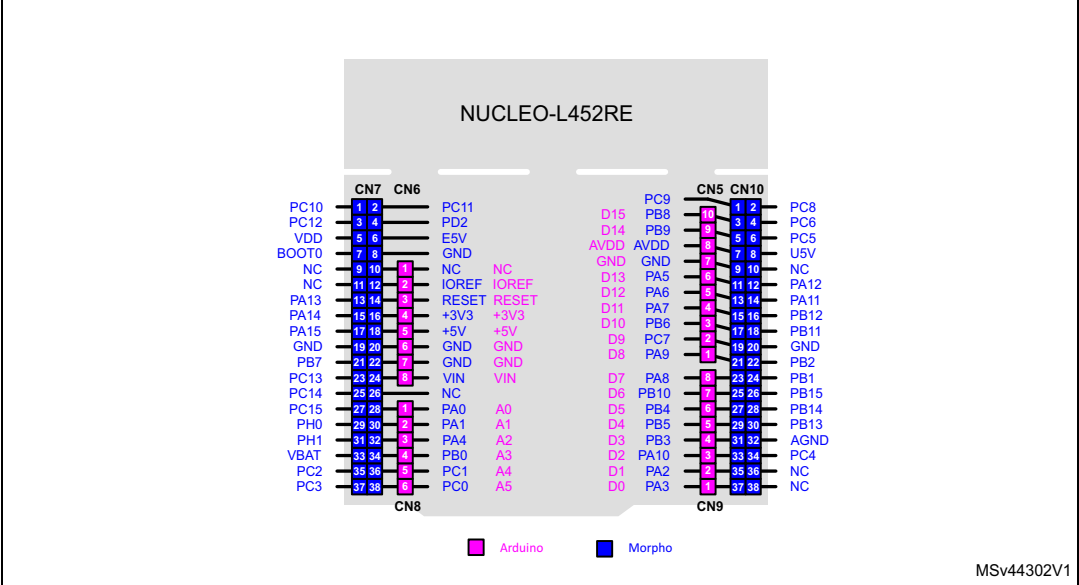 NUCLEO-L452RE
CN7 CN6 CN5 CN10
PC9
PC10 1 2 PC11 1 2 PC8
PC12 3 4 PD2 D15 PB8 10 3 4 PC6
VDD 5 6 E5V D14 PB9 9 5 6 PC5
BOOT0 7 8 GND AVDD AVDD 8 7 8 U5V
NC 9 10 1 NC NC GND GND 7 9 10 NC
NC 11 12 2 IOREF IOREF D13 PA5 6 11 12 PA12
PA13 13 14 3 RESET RESET D12 PA6 5 13 14 PA11
PA14 15 16 4 +3V3 +3V3 D11 PA7 4 15 16 PB12
PA15 17 18 5 +5V +5V D10 PB6 3 17 18 PB11
GND 19 20 6 GND GND D9 PC7 2 19 20 GND
PB7 21 22 7 GND GND D8 PA9 1 21 22 PB2
PC13 23 24 8 VIN VIN D7 PA8 8 23 24 PB1
PC14 25 26 NC D6 PB10 7 25 26 PB15
PC15 27 28 1 PA0 A0 D5 PB4 6 27 28 PB14
PH0 29 30 2 PA1 A1 D4 PB5 5 29 30 PB13
PH1 31 32 3 PA4 A2 D3 PB3 4 31 32 AGND
VBAT 33 34 4 PB0 A3 D2 PA10 3 33 34 PC4
PC2 35 36 5 PC1 A4 D1 PA2 2 35 36 NC
PC3 37 38 6 PC0 A5 D0 PA3 1 37 38 NC
CN8 CN9
Arduino Morpho
MSv44302V1